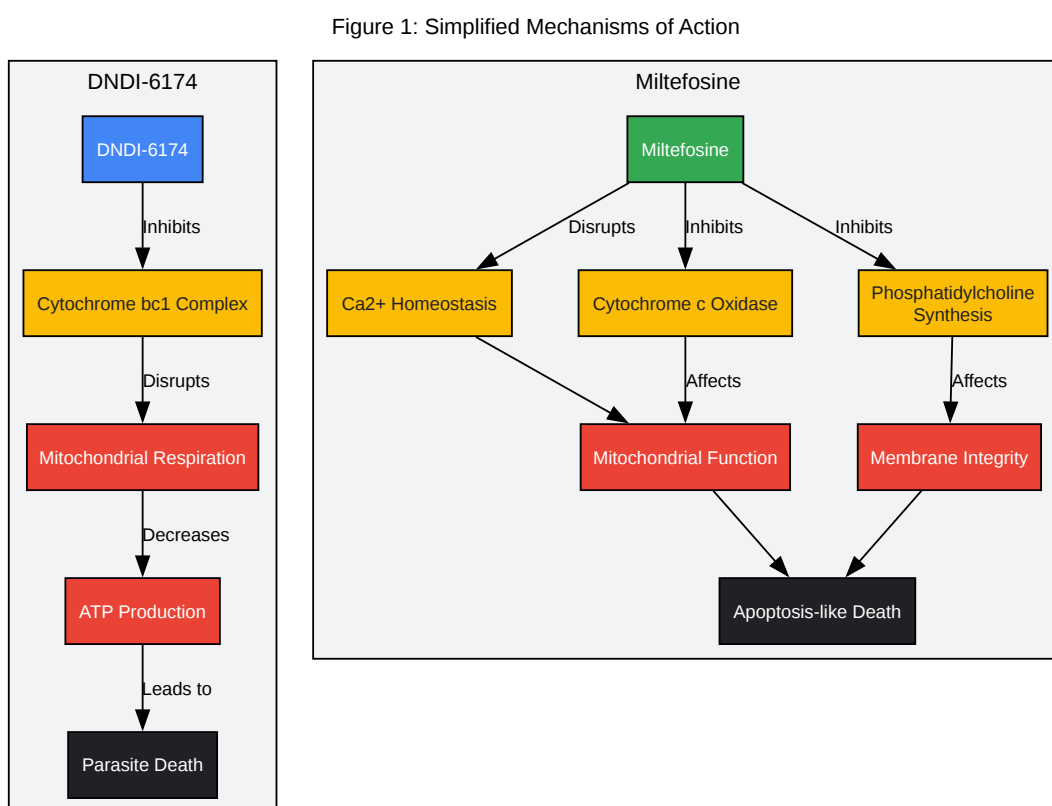 Figure 1: Simplified Mechanisms of Action
DNDI-6174
DNDI-6174
Inhibits
Cytochrome bc1 Complex
Disrupts
Mitochondrial Respiration
Decreases
ATP Production
Leads to
Parasite Death
Miltefosine
Miltefosine
Disrupts
Inhibits
Inhibits
Ca2+ Homeostasis
Cytochrome c Oxidase
Phosphatidylcholine
Synthesis
Affects
Affects
Mitochondrial Function
Membrane Integrity
Apoptosis-like Death